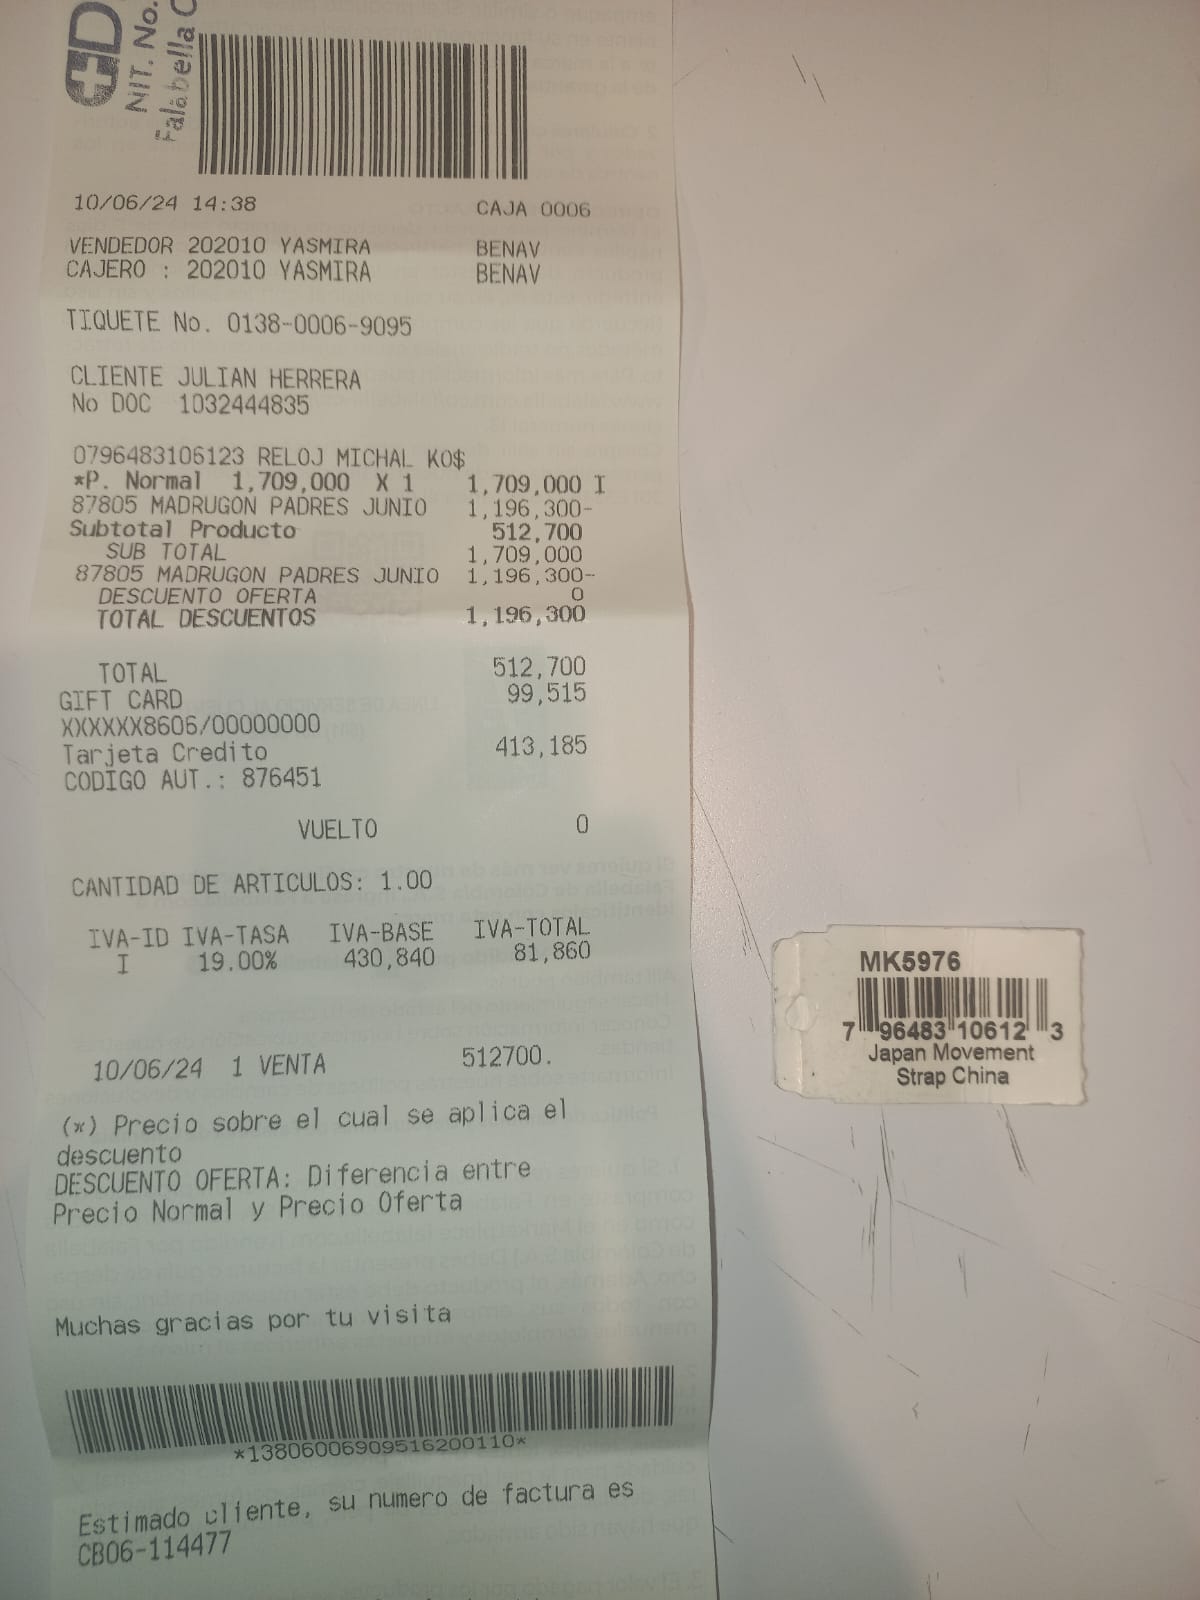 NIT. No.
Falabella C
10/06/24 14:38 CAJA 0006
VENDEDOR 202010 YASMIRA BENAV
CAJERO : 202010 YASMIRA BENAV
TIQUETE No. 0138-0006-9095
CLIENTE JULIAN HERRERA
No DOC 1032444835
0796483106123 RELOJ MICHAL KO$
*P. Normal 1,709,000 X 1 1,709,000 I
87805 MADRUGON PADRES JUNIO 1,196,300-
Subtotal Producto 512,700
SUB TOTAL 1,709,000
87805 MADRUGON PADRES JUNIO 1,196,300-
DESCUENTO OFERTA 0
TOTAL DESCUENTOS 1,196,300
TOTAL 512,700
GIFT CARD 99,515
XXXXXX8606/00000000
Tarjeta Credito 413,185
CODIGO AUT.: 876451
VUELTO 0
CANTIDAD DE ARTICULOS: 1.00
IVA-ID IVA-TASA IVA-BASE IVA-TOTAL
I 19.00% 430,840 81,860
10/06/24 1 VENTA 512700.
(*) Precio sobre el cual se aplica el
descuento
DESCUENTO OFERTA: Diferencia entre
Precio Normal y Precio Oferta
Muchas gracias por tu visita
*13806006909516200110*
Estimado cliente, su numero de factura es
CB06-114477
MK5976
7 96483 10612 3
Japan Movement
Strap China